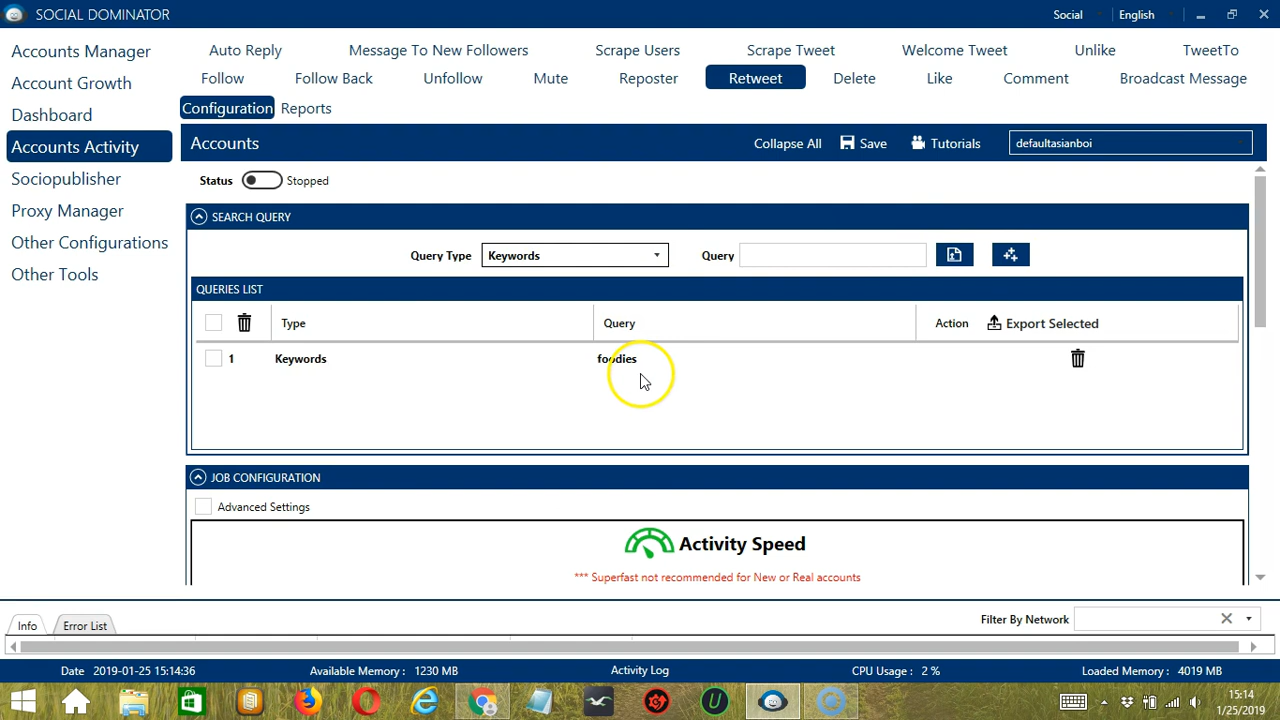 SOCIAL DOMINATOR
Social
English
Accounts Manager
Account Growth
Dashboard
Accounts Activity
Sociopublisher
Proxy Manager
Other Configurations
Other Tools
Auto Reply
Message To New Followers
Scrape Users
Scrape Tweet
Welcome Tweet
Unlike
TweetTo
Follow
Follow Back
Unfollow
Mute
Reposter
Retweet
Delete
Like
Comment
Broadcast Message
Configuration
Reports
Accounts
Collapse All
Save
Tutorials
defaultasianboi
Status
Stopped
SEARCH QUERY
Query Type
Keywords
Query
QUERIES LIST
Type
Query
Action
Export Selected
1
Keywords
foodies
JOB CONFIGURATION
Advanced Settings
Activity Speed
*** Superfast not recommended for New or Real accounts
Info
Error List
Filter By Network
Date 2019-01-25 15:14:36
Available Memory : 1230 MB
Activity Log
CPU Usage : 2 %
Loaded Memory : 4019 MB
15:14
1/25/2019